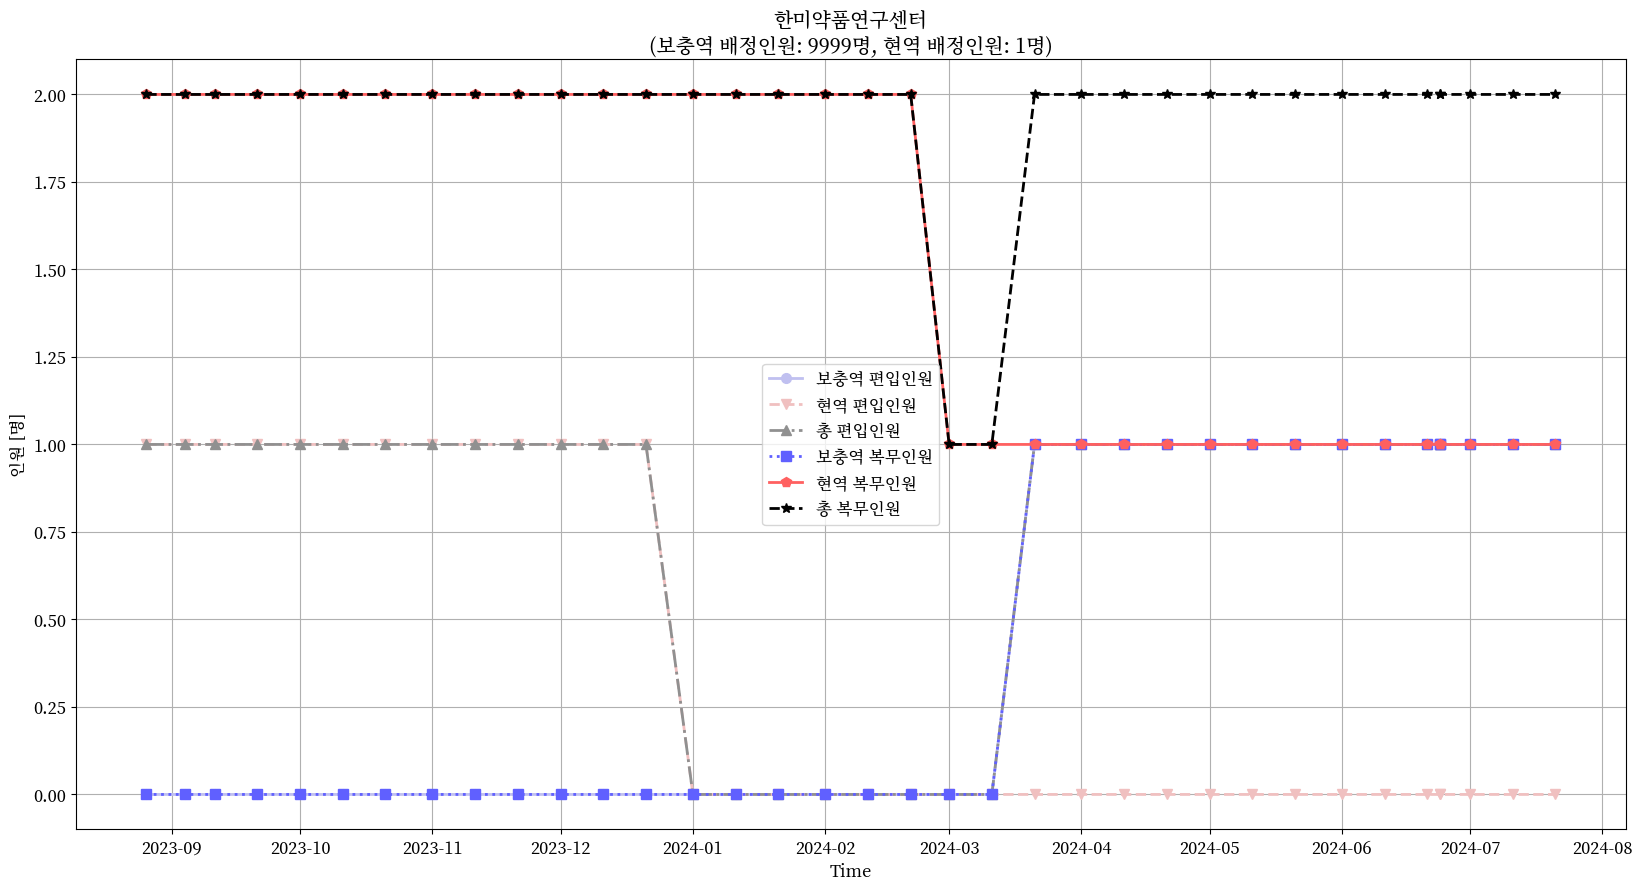 한미약품연구센터
(보충역 배정인원: 9999명, 현역 배정인원: 1명)
인원 [명]
2.00
1.75
1.50
1.25
1.00
0.75
0.50
0.25
0.00
보충역 편입인원
현역 편입인원
총 편입인원
보충역 복무인원
현역 복무인원
총 복무인원
2023-09
2023-10
2023-11
2023-12
2024-01
2024-02
2024-03
2024-04
2024-05
2024-06
2024-07
2024-08
Time